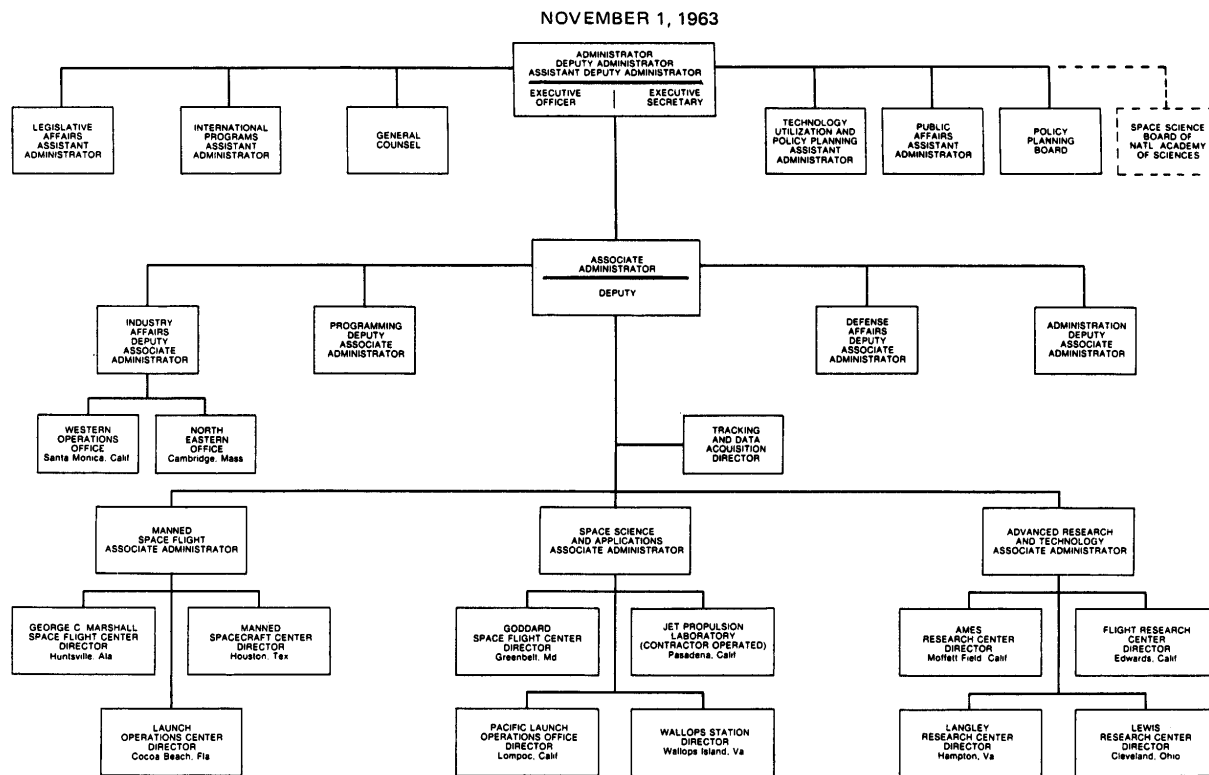 NOVEMBER 1, 1963
ADMINISTRATOR
DEPUTY ADMINISTRATOR
ASSISTANT DEPUTY ADMINISTRATOR
EXECUTIVE
OFFICER
EXECUTIVE
SECRETARY
LEGISLATIVE
AFFAIRS
ASSISTANT
ADMINISTRATOR
INTERNATIONAL
PROGRAMS
ASSISTANT
ADMINISTRATOR
GENERAL
COUNSEL
TECHNOLOGY
UTILIZATION AND
POLICY PLANNING
ASSISTANT
ADMINISTRATOR
PUBLIC
AFFAIRS
ASSISTANT
ADMINISTRATOR
POLICY
PLANNING
BOARD
SPACE SCIENCE
BOARD OF
NATL. ACADEMY
OF SCIENCES
ASSOCIATE
ADMINISTRATOR
DEPUTY
INDUSTRY
AFFAIRS
DEPUTY
ASSOCIATE
ADMINISTRATOR
PROGRAMMING
DEPUTY
ASSOCIATE
ADMINISTRATOR
DEFENSE
AFFAIRS
DEPUTY
ASSOCIATE
ADMINISTRATOR
ADMINISTRATION
DEPUTY
ASSOCIATE
ADMINISTRATOR
WESTERN
OPERATIONS
OFFICE
Santa Monica, Calif
NORTH
EASTERN
OFFICE
Cambridge, Mass
TRACKING
AND DATA
ACQUISITION
DIRECTOR
MANNED
SPACE FLIGHT
ASSOCIATE ADMINISTRATOR
SPACE SCIENCE
AND APPLICATIONS
ASSOCIATE ADMINISTRATOR
ADVANCED RESEARCH
AND TECHNOLOGY
ASSOCIATE ADMINISTRATOR
GEORGE C. MARSHALL
SPACE FLIGHT CENTER
DIRECTOR
Huntsville, Ala
MANNED
SPACECRAFT CENTER
DIRECTOR
Houston, Tex
GODDARD
SPACE FLIGHT CENTER
DIRECTOR
Greenbelt, Md
JET PROPULSION
LABORATORY
(CONTRACTOR OPERATED)
Pasadena, Calif
AMES
RESEARCH CENTER
DIRECTOR
Moffett Field, Calif
FLIGHT RESEARCH
CENTER
DIRECTOR
Edwards, Calif
LAUNCH
OPERATIONS CENTER
DIRECTOR
Cocoa Beach, Fla
PACIFIC LAUNCH
OPERATIONS OFFICE
DIRECTOR
Lompoc, Calif
WALLOPS STATION
DIRECTOR
Wallops Island, Va
LANGLEY
RESEARCH CENTER
DIRECTOR
Hampton, Va
LEWIS
RESEARCH CENTER
DIRECTOR
Cleveland, Ohio